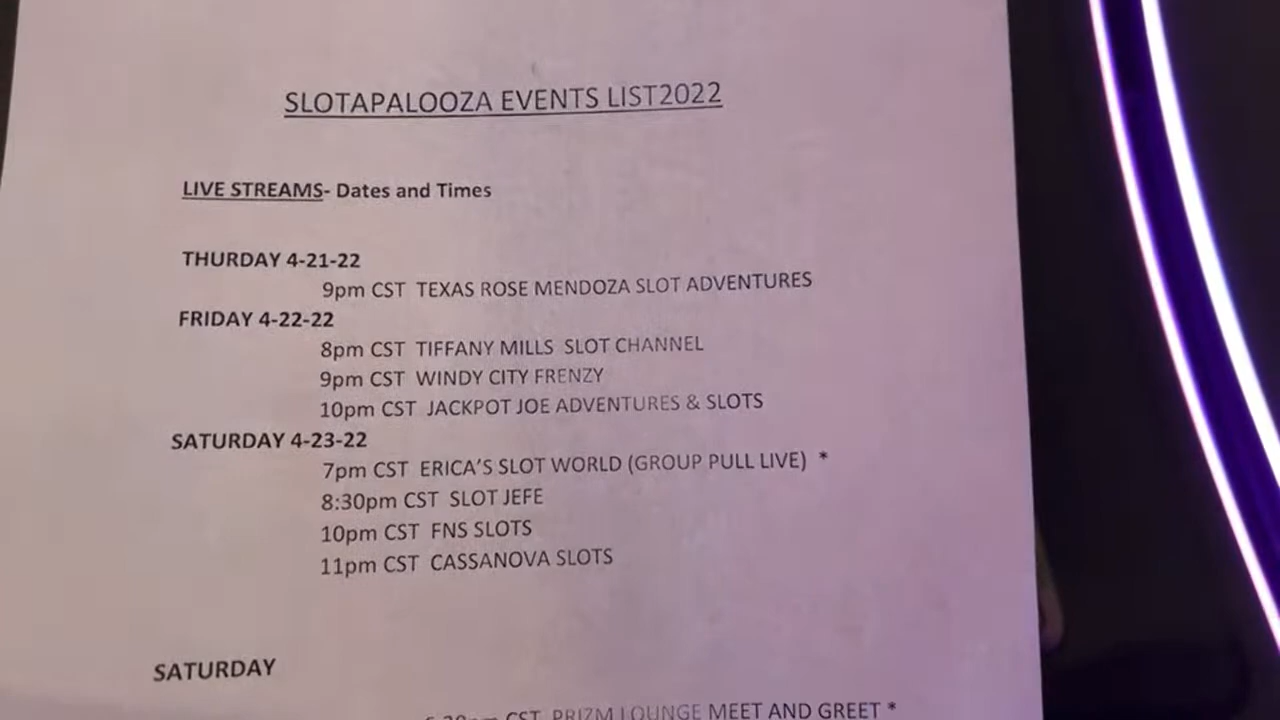 SLOTAPALOOZA EVENTS LIST2022
LIVE STREAMS- Dates and Times
THURDAY 4-21-22
9pm CST TEXAS ROSE MENDOZA SLOT ADVENTURES
FRIDAY 4-22-22
8pm CST TIFFANY MILLS SLOT CHANNEL
9pm CST WINDY CITY FRENZY
10pm CST JACKPOT JOE ADVENTURES & SLOTS
SATURDAY 4-23-22
7pm CST ERICA'S SLOT WORLD (GROUP PULL LIVE) *
8:30pm CST SLOT JEFE
10pm CST FNS SLOTS
11pm CST CASSANOVA SLOTS
SATURDAY
CST PRIZM LOUNGE MEET AND GREET *